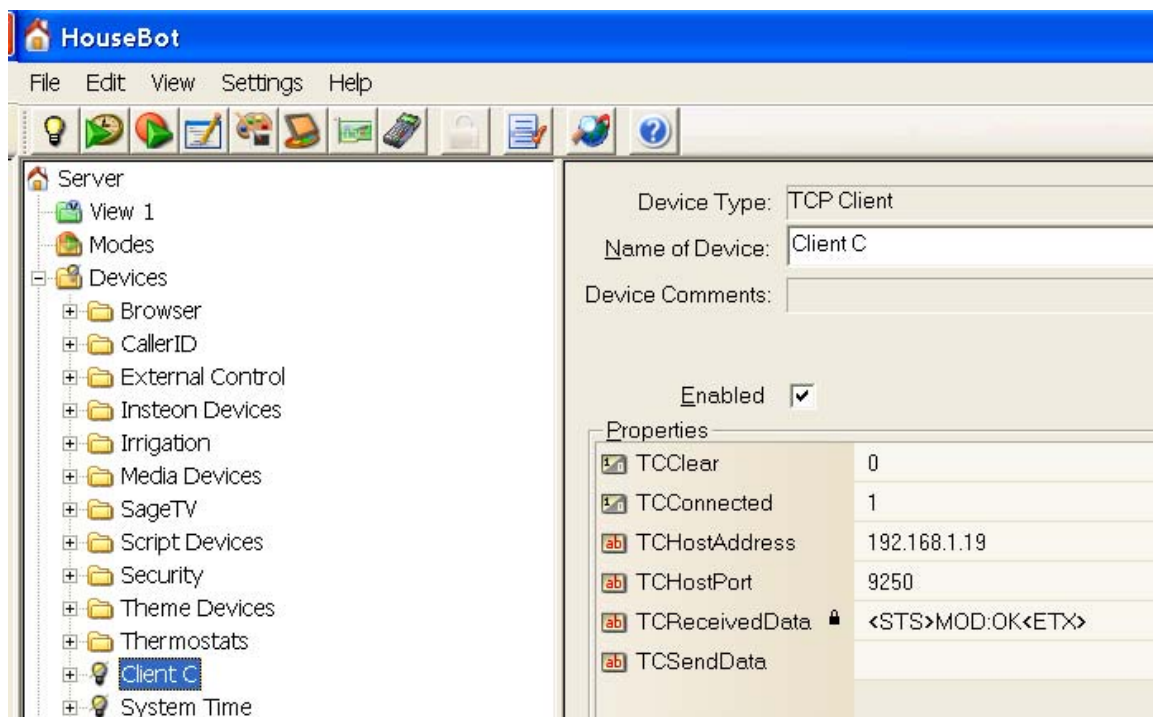 HouseBot
File Edit View Settings Help
Server
View 1
Modes
Devices
Browser
CallerID
External Control
Insteon Devices
Irrigation
Media Devices
SageTV
Script Devices
Security
Theme Devices
Thermostats
Client C
System Time
Device Type: TCP Client
Name of Device: Client C
Device Comments:
Enabled
Properties
TCClear 0
TCConnected 1
TCHostAddress 192.168.1.19
TCHostPort 9250
TCReceivedData <STS>MOD:OK<ETX>
TCSendData